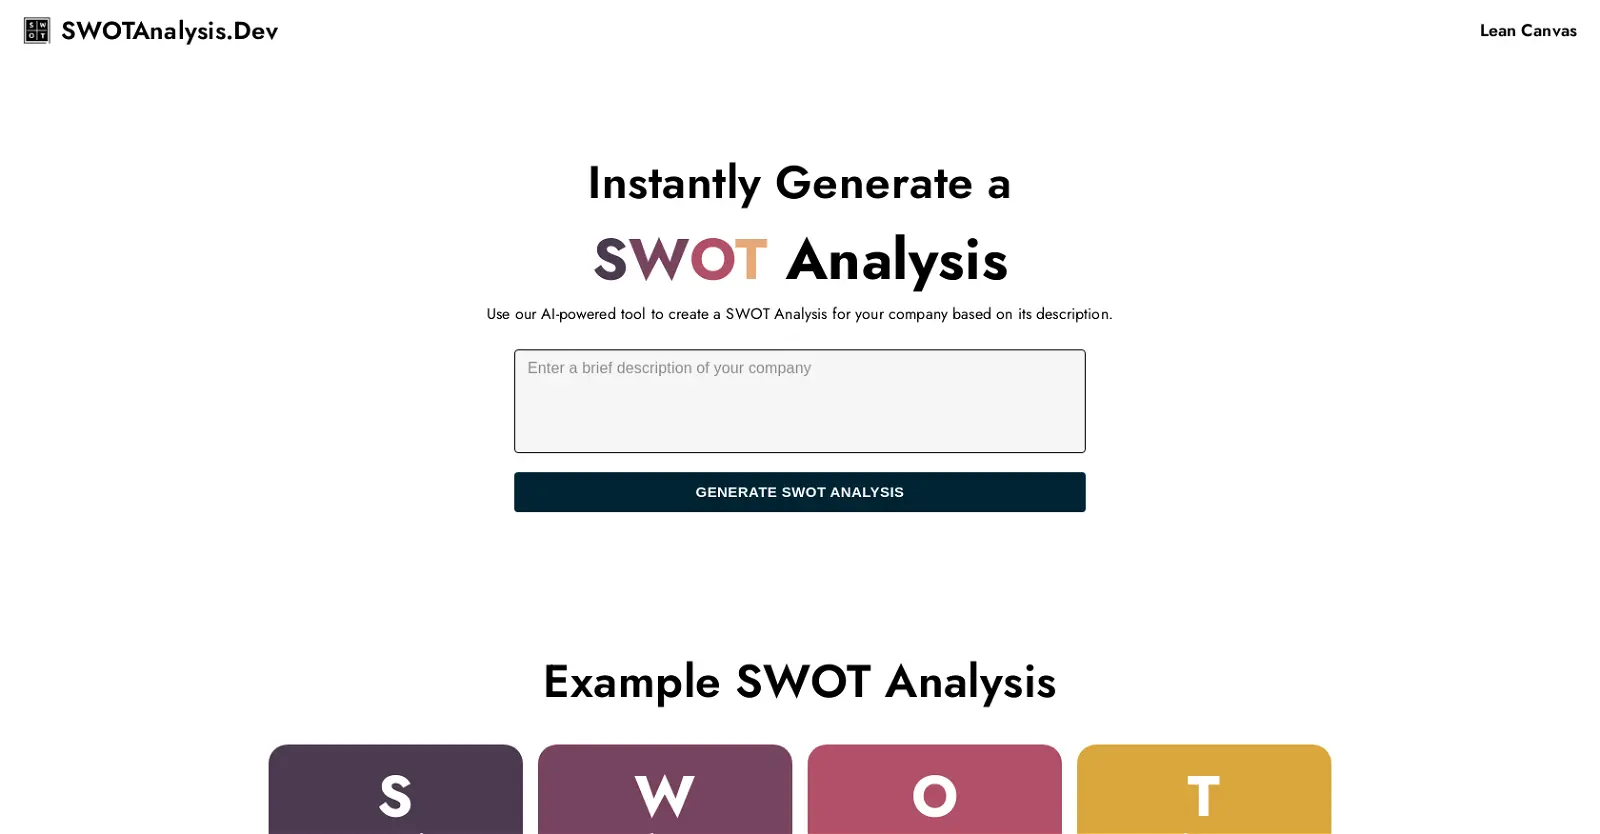 S W
O T
SWOTAnalysis.Dev
Lean Canvas
Instantly Generate a
SWOT Analysis
Use our AI-powered tool to create a SWOT Analysis for your company based on its description.
Enter a brief description of your company
GENERATE SWOT ANALYSIS
Example SWOT Analysis
S
W
O
T